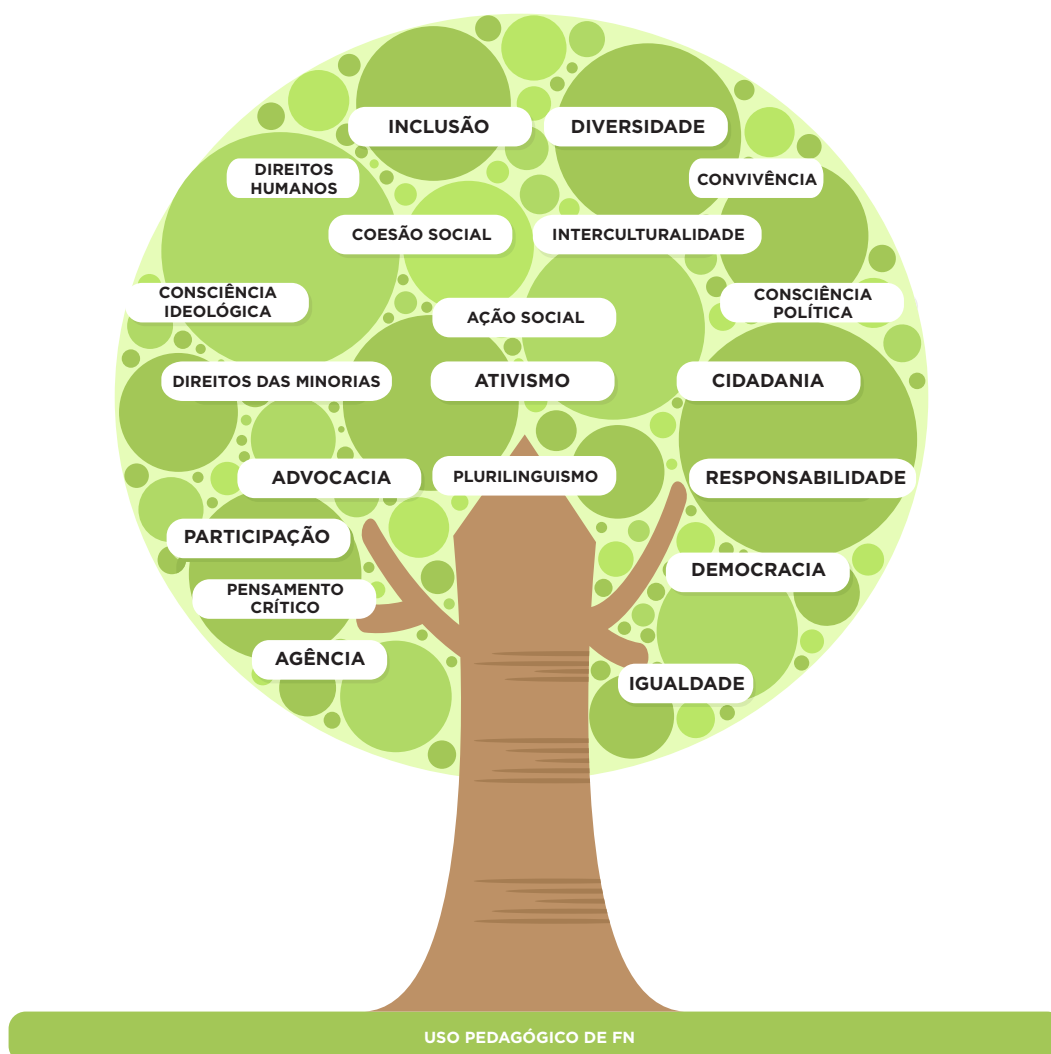 INCLUSÃO
DIVERSIDADE
DIREITOS
HUMANOS
CONVIVÊNCIA
COESÃO SOCIAL
INTERCULTURALIDADE
CONSCIÊNCIA
IDEOLÓGICA
CONSCIÊNCIA
POLÍTICA
AÇÃO SOCIAL
DIREITOS DAS MINORIAS
ATIVISMO
CIDADANIA
ADVOCACIA
PLURILINGUISMO
RESPONSABILIDADE
PARTICIPAÇÃO
DEMOCRACIA
PENSAMENTO
CRÍTICO
AGÊNCIA
IGUALDADE
USO PEDAGÓGICO DE FN